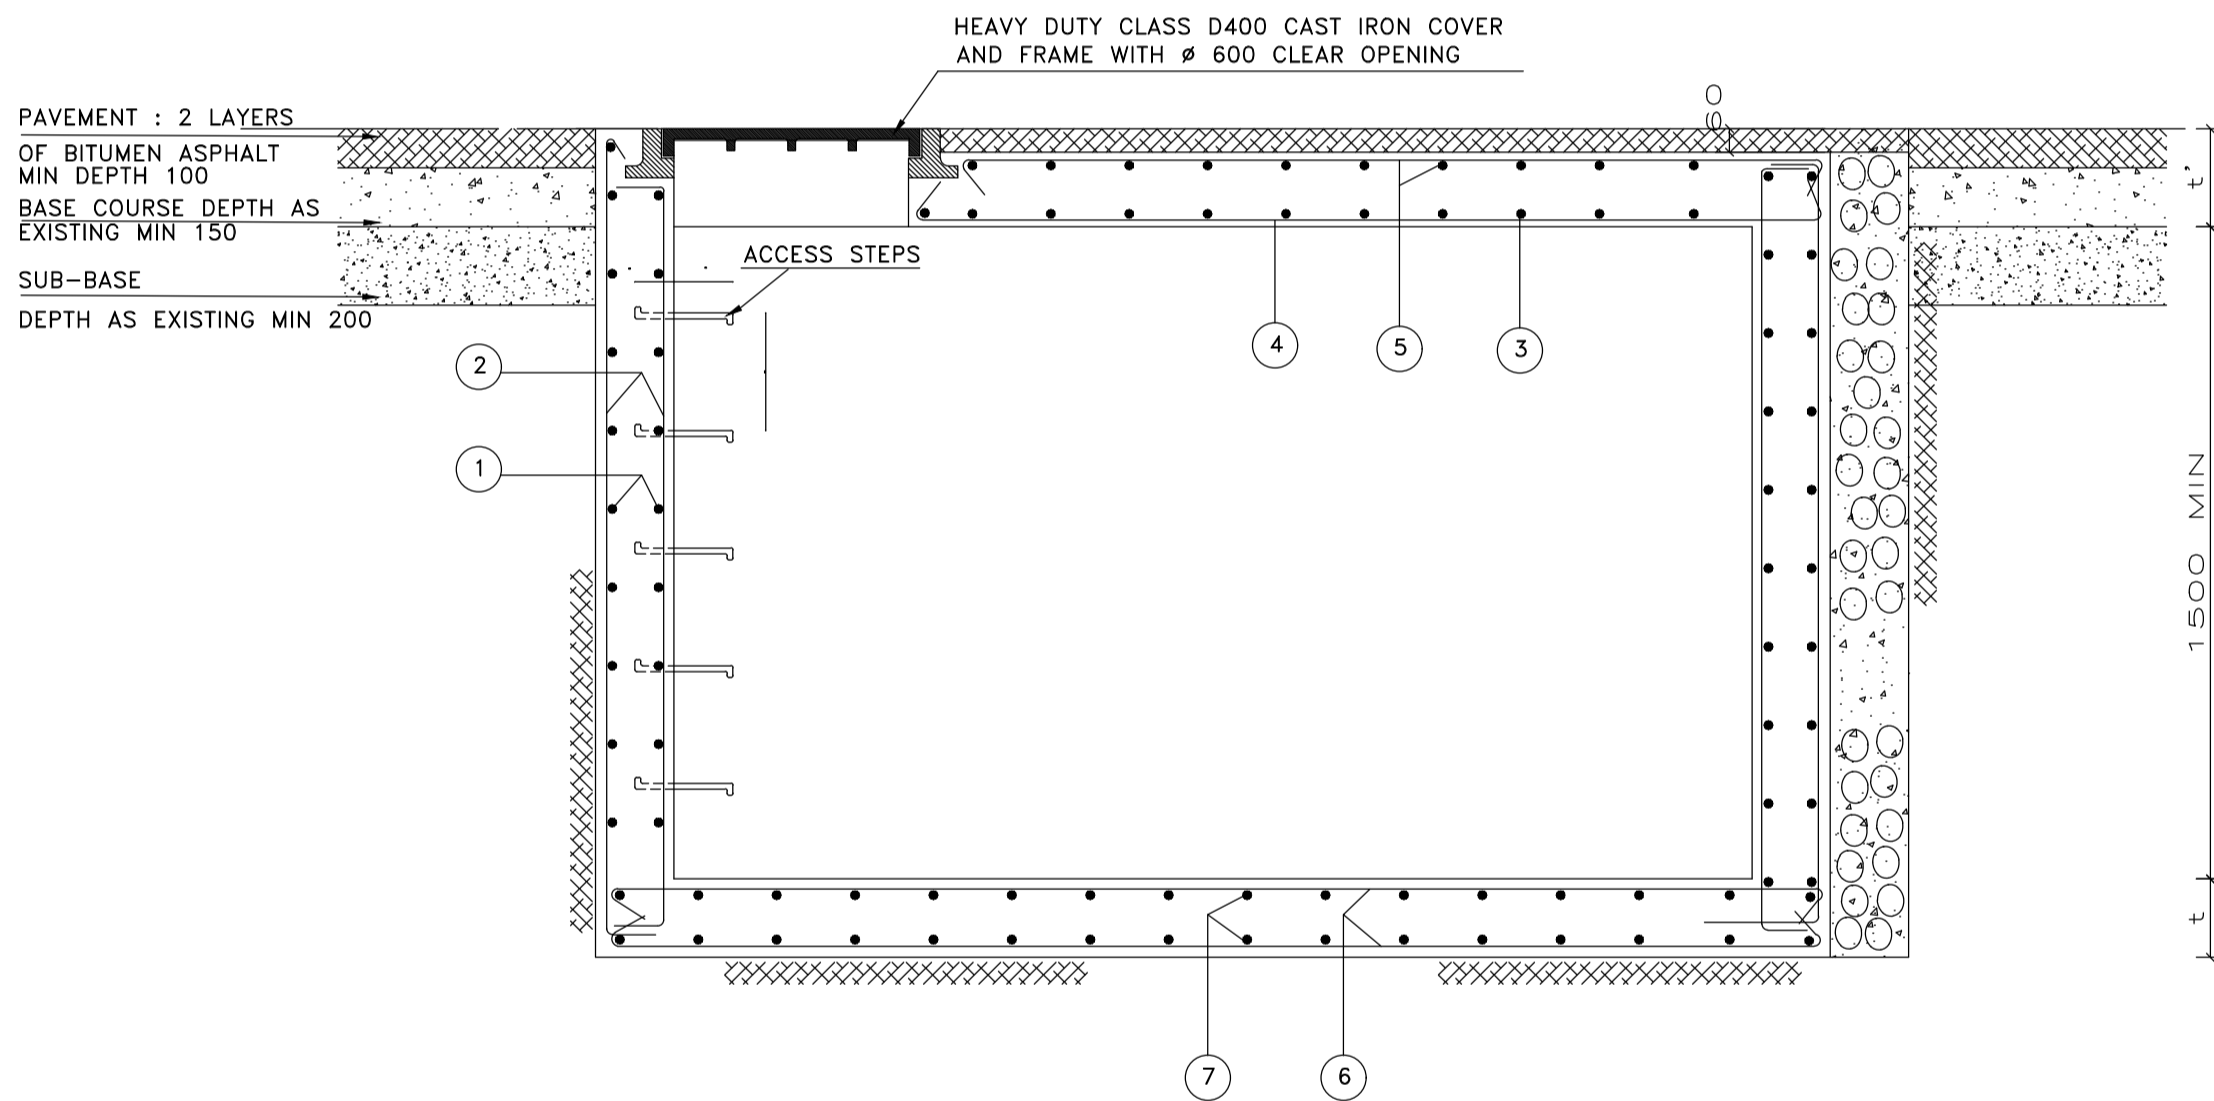 HEAVY DUTY CLASS D400 CAST IRON COVER
AND FRAME WITH ø 600 CLEAR OPENING
PAVEMENT : 2 LAYERS
OF BITUMEN ASPHALT
MIN DEPTH 100
BASE COURSE DEPTH AS
EXISTING MIN 150
SUB-BASE
DEPTH AS EXISTING MIN 200
ACCESS STEPS
60
t'
1500 MIN
t
2
1
4
5
3
7
6